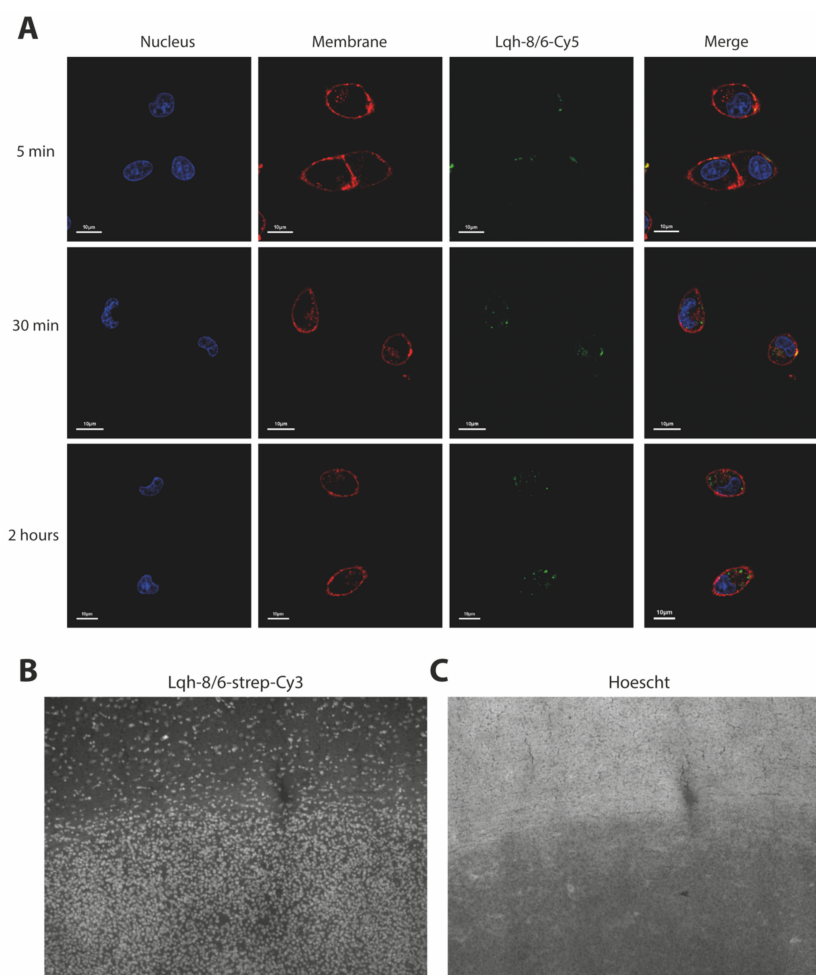 A
Nucleus Membrane Lqh-8/6-Cy5 Merge
5 min
10µm 10µm 10µm 10µm
30 min
10µm 10µm 10µm 10µm
2 hours
10µm 10µm 10µm 10µm
B C
Lqh-8/6-strep-Cy3 Hoescht